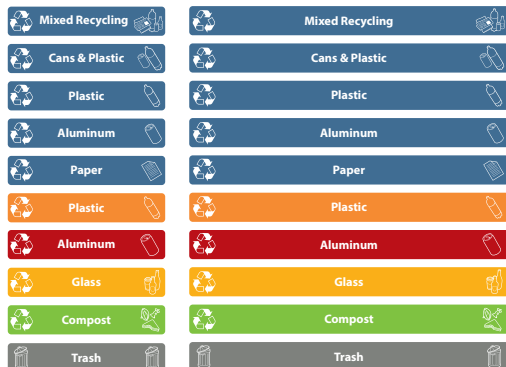 Mixed Recycling Mixed Recycling
Cans & Plastic Cans & Plastic
Plastic Plastic
Aluminum Aluminum
Paper Paper
Plastic Plastic
Aluminum Aluminum
Glass Glass
Compost Compost
Trash Trash